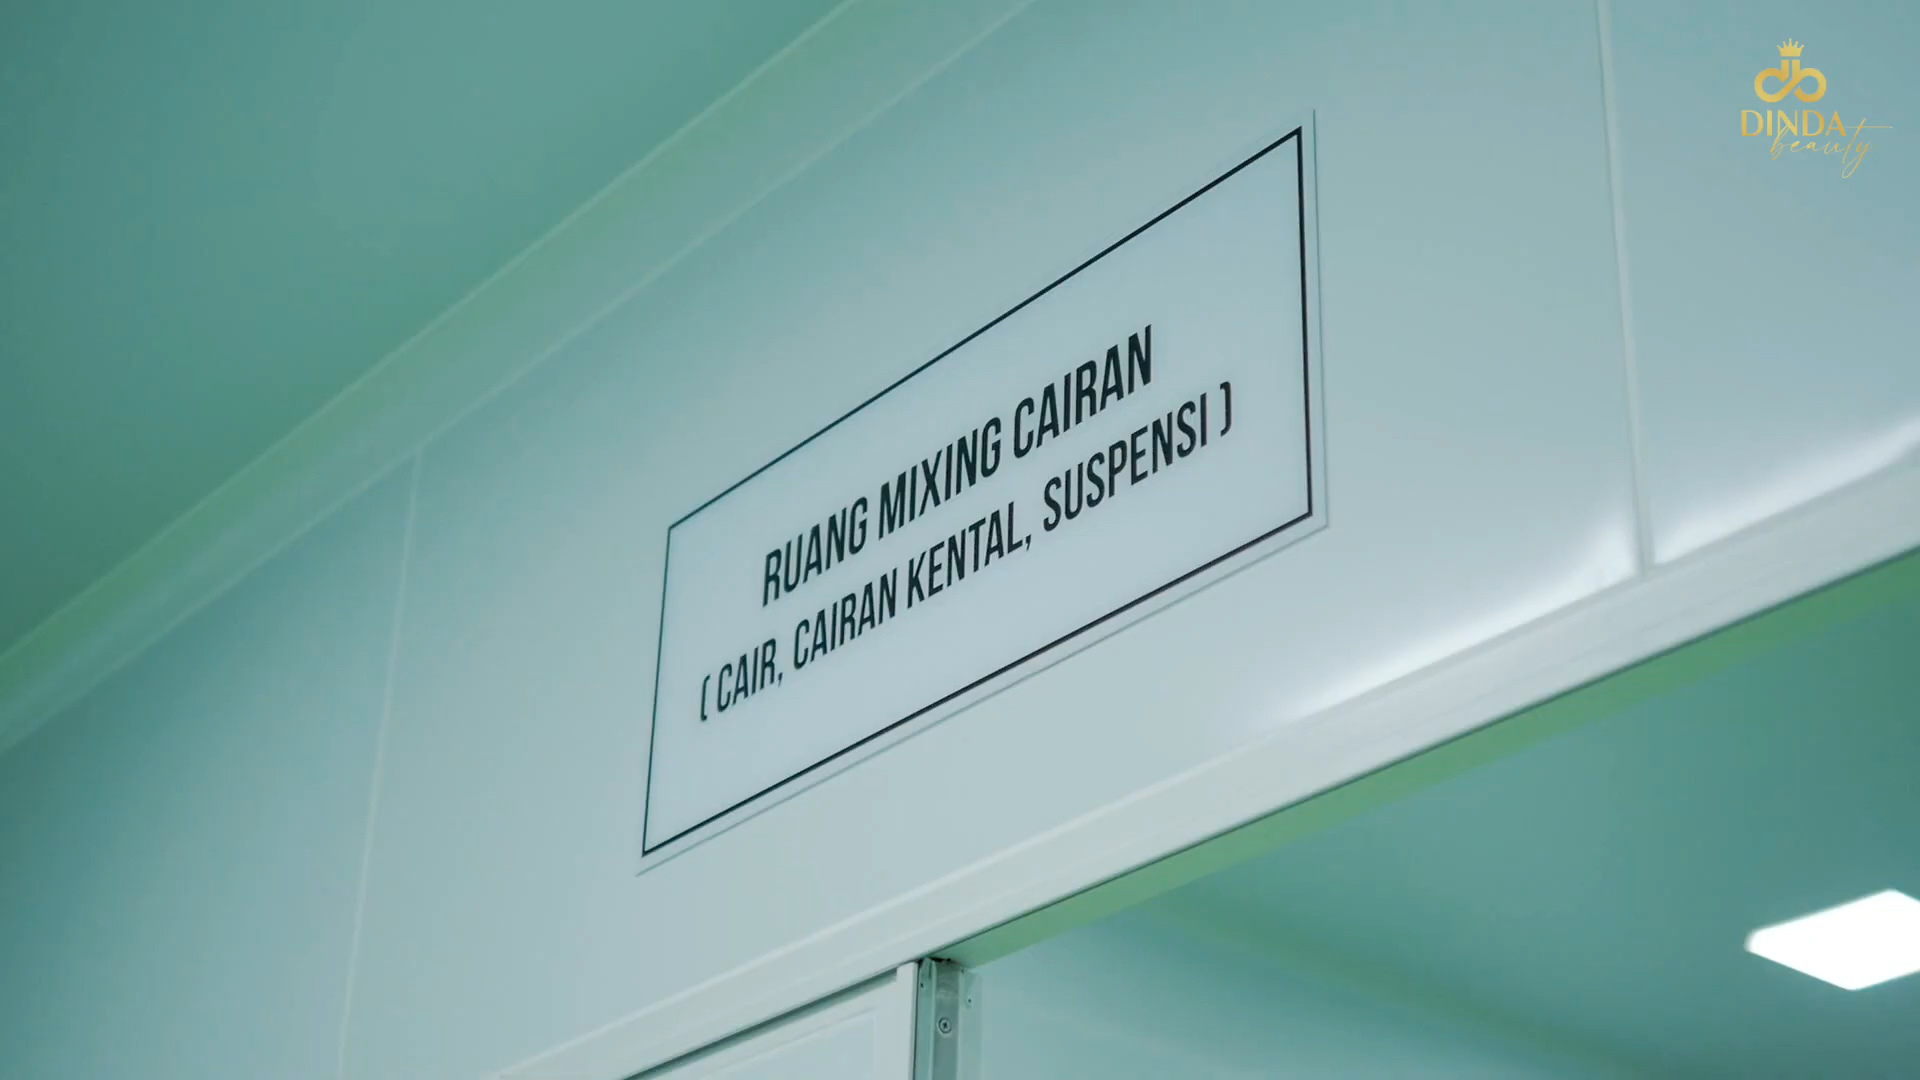 DINDA
beauty
RUANG MIXING CAIRAN
( CAIR, CAIRAN KENTAL, SUSPENSI )